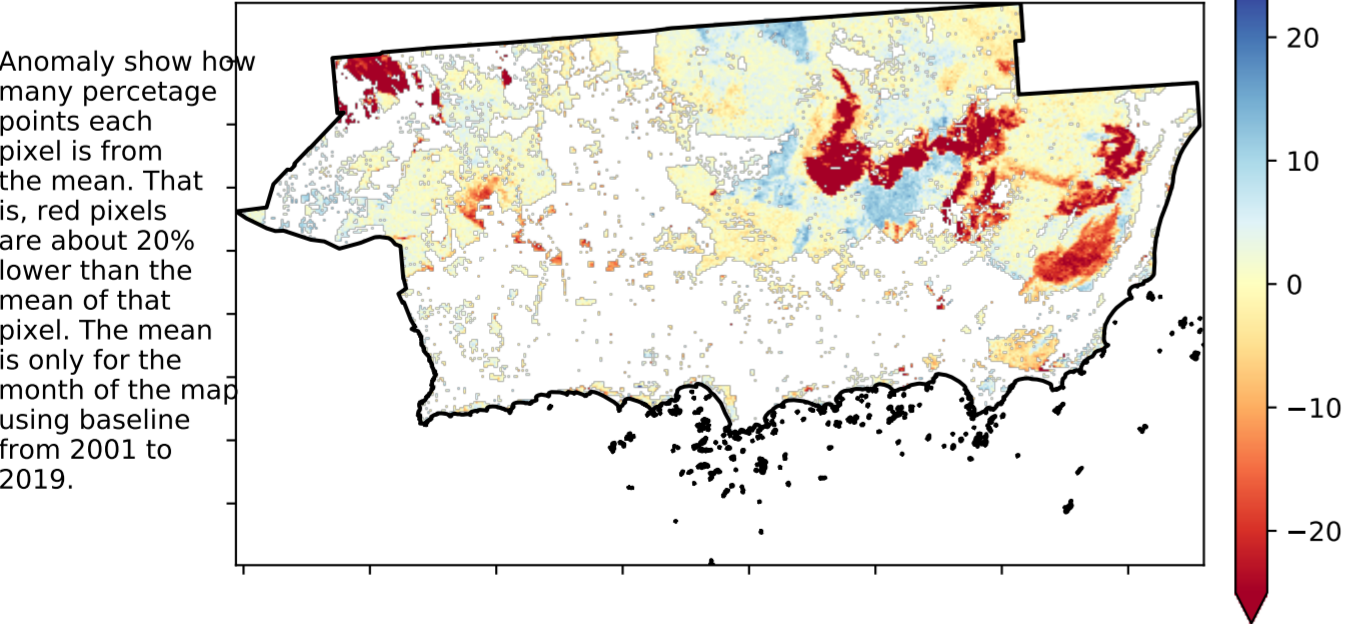 Anomaly show how
many percetage
points each
pixel is from
the mean. That
is, red pixels
are about 20%
lower than the
mean of that
pixel. The mean
is only for the
month of the map
using baseline
from 2001 to
2019.
20
10
0
−10
−20